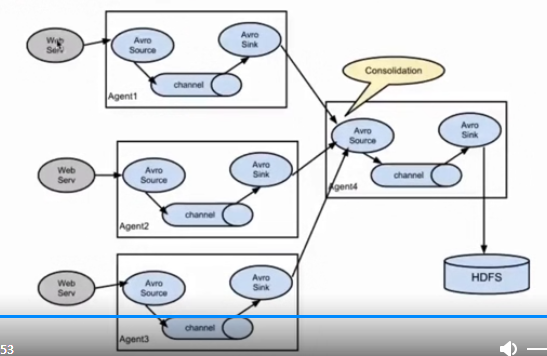 Web
Serv
Avro
Source
Avro
Sink
channel
Agent1
Consolidation
Avro
Source
Avro
Sink
channel
Agent4
Web
Serv
Avro
Source
Avro
Sink
channel
Agent2
HDFS
Web
Serv
Avro
Source
Avro
Sink
channel
Agent3
53